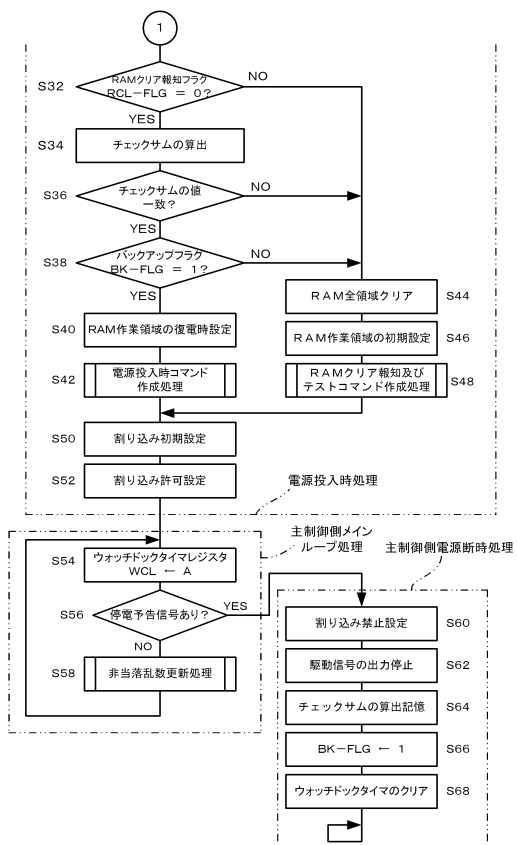 1
S32
RAMクリア報知フラグ
RCL-FLG = 0?
NO
YES
S34
チェックサムの算出
S36
チェックサムの値
一致?
NO
YES
S38
バックアップフラグ
BK-FLG = 1?
NO
YES
RAM全領域クリア
S44
S40
RAM作業領域の復電時設定
RAM作業領域の初期設定
S46
S42
電源投入時コマンド
作成処理
RAMクリア報知及び
テストコマンド作成処理
S48
S50
割り込み初期設定
S52
割り込み許可設定
電源投入時処理
主制御側メイン
ループ処理
主制御側電源断時処理
S54
ウォッチドックタイマレジスタ
WCL ← A
S56
停電予告信号あり?
YES
NO
S58
非当落乱数更新処理
割り込み禁止設定
S60
駆動信号の出力停止
S62
チェックサムの算出記憶
S64
BK-FLG ← 1
S66
ウォッチドックタイマのクリア
S68